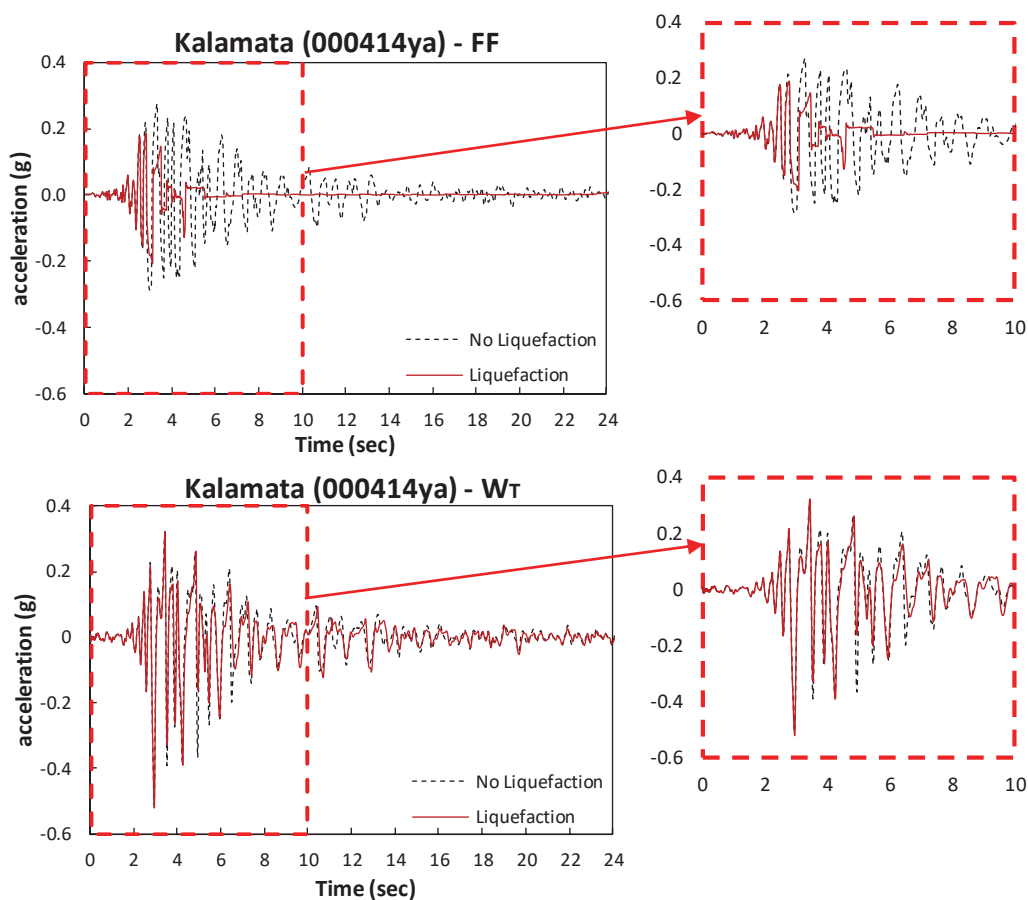 Kalamata (000414ya) - FF
acceleration (g)
0.4
0.2
0.0
-0.2
-0.4
-0.6
No Liquefaction
Liquefaction
0 2 4 6 8 10 12 14 16 18 20 22 24
Time (sec)
0.4
0.2
0
-0.2
-0.4
-0.6
0 2 4 6 8 10
Kalamata (000414ya) - WT
acceleration (g)
0.4
0.2
0
-0.2
-0.4
-0.6
No Liquefaction
Liquefaction
0 2 4 6 8 10 12 14 16 18 20 22 24
Time (sec)
0.4
0.2
0
-0.2
-0.4
-0.6
0 2 4 6 8 10